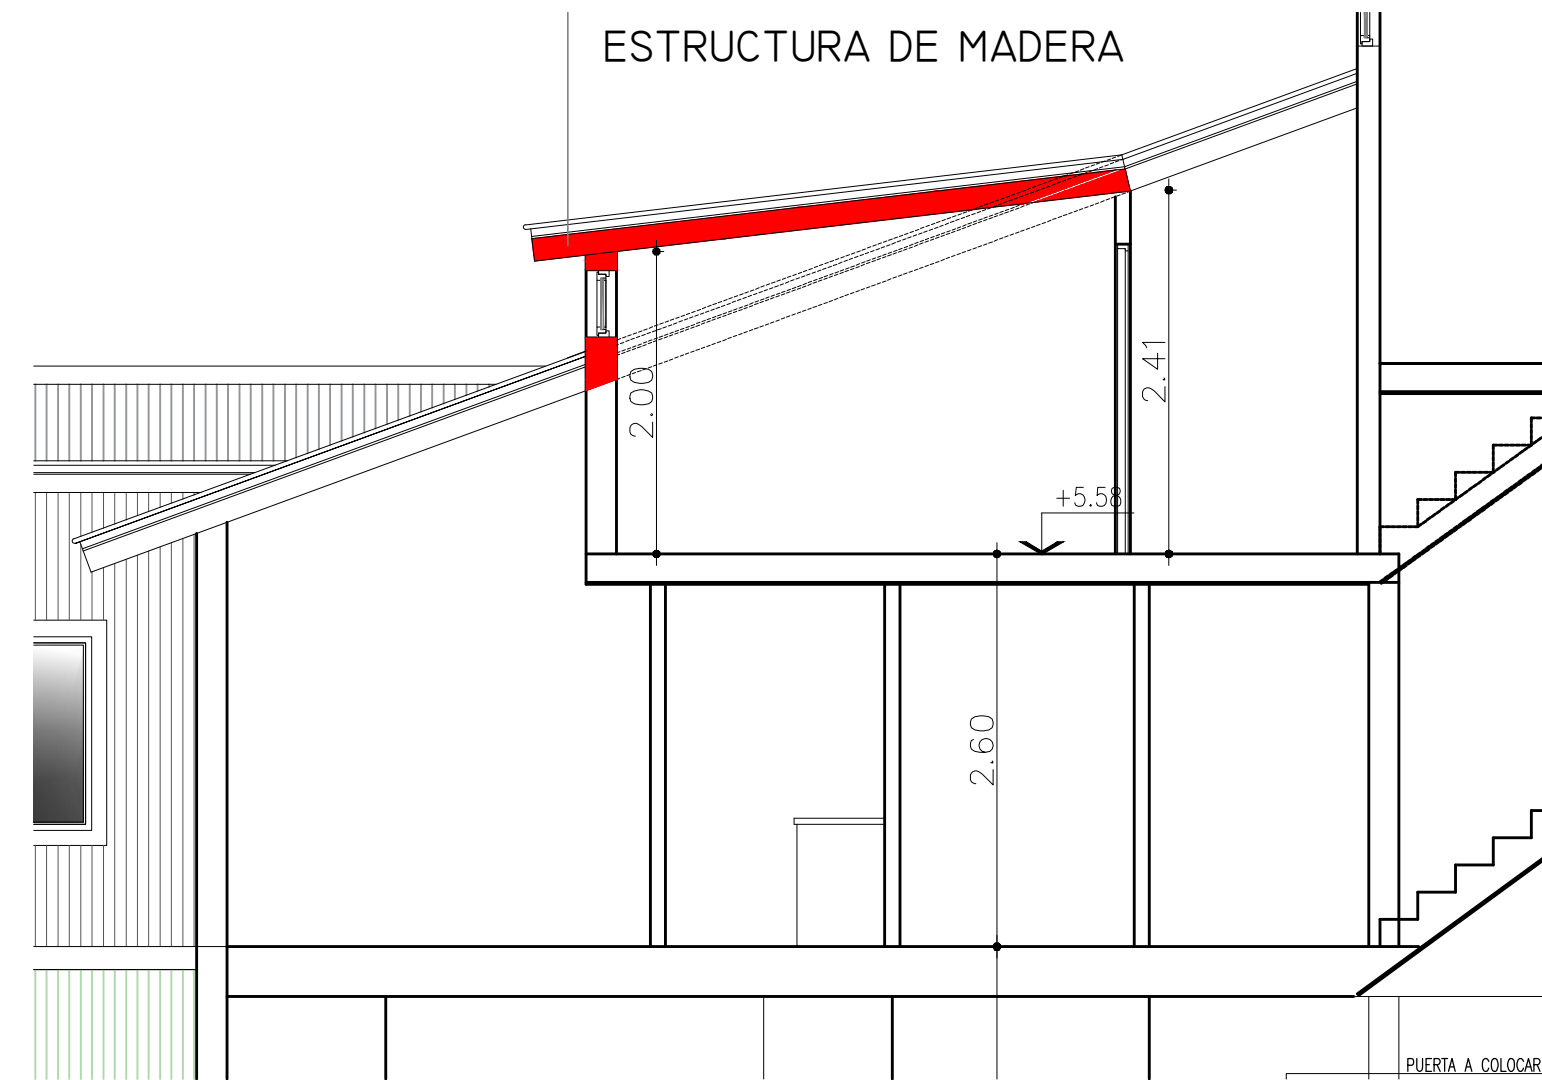 ESTRUCTURA DE MADERA
2.00
2.41
+5.58
2.60
PUERTA A COLOCAR